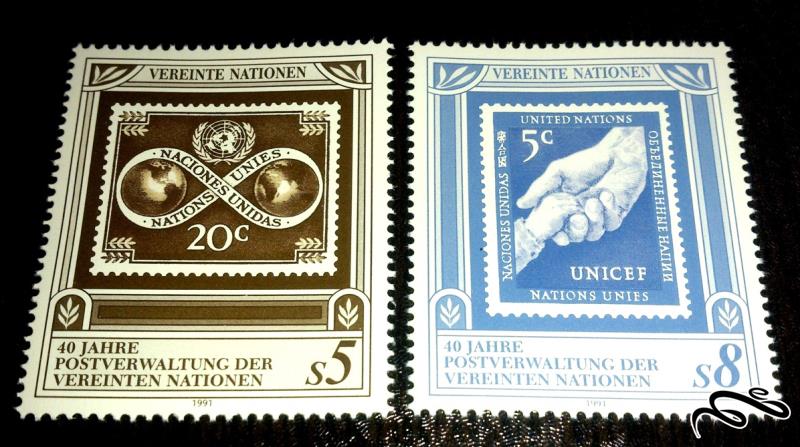 VEREINTE NATIONEN
NACIONES UNIES
NATIONS UNIDAS
20c
40 JAHRE
POSTVERWALTUNG DER
VEREINTEN NATIONEN
s5
1991
VEREINTE NATIONEN
UNITED NATIONS
5c
NACIONES UNIDAS
ОБЪЕДИНЕННЫЕ НАЦИИ
UNICEF
NATIONS UNIES
40 JAHRE
POSTVERWALTUNG DER
VEREINTEN NATIONEN
s8
1991